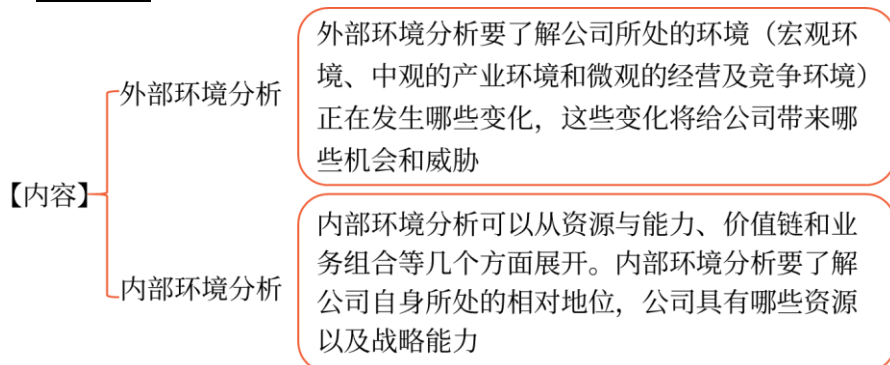 外部环境分析要了解公司所处的环境（宏观环
境、中观的产业环境和微观的经营及竞争环境）
正在发生哪些变化，这些变化将给公司带来哪
些机会和威胁
外部环境分析
【内容】
内部环境分析可以从资源与能力、价值链和业
务组合等几个方面展开。内部环境分析要了解
公司自身所处的相对地位，公司具有哪些资源
以及战略能力
内部环境分析